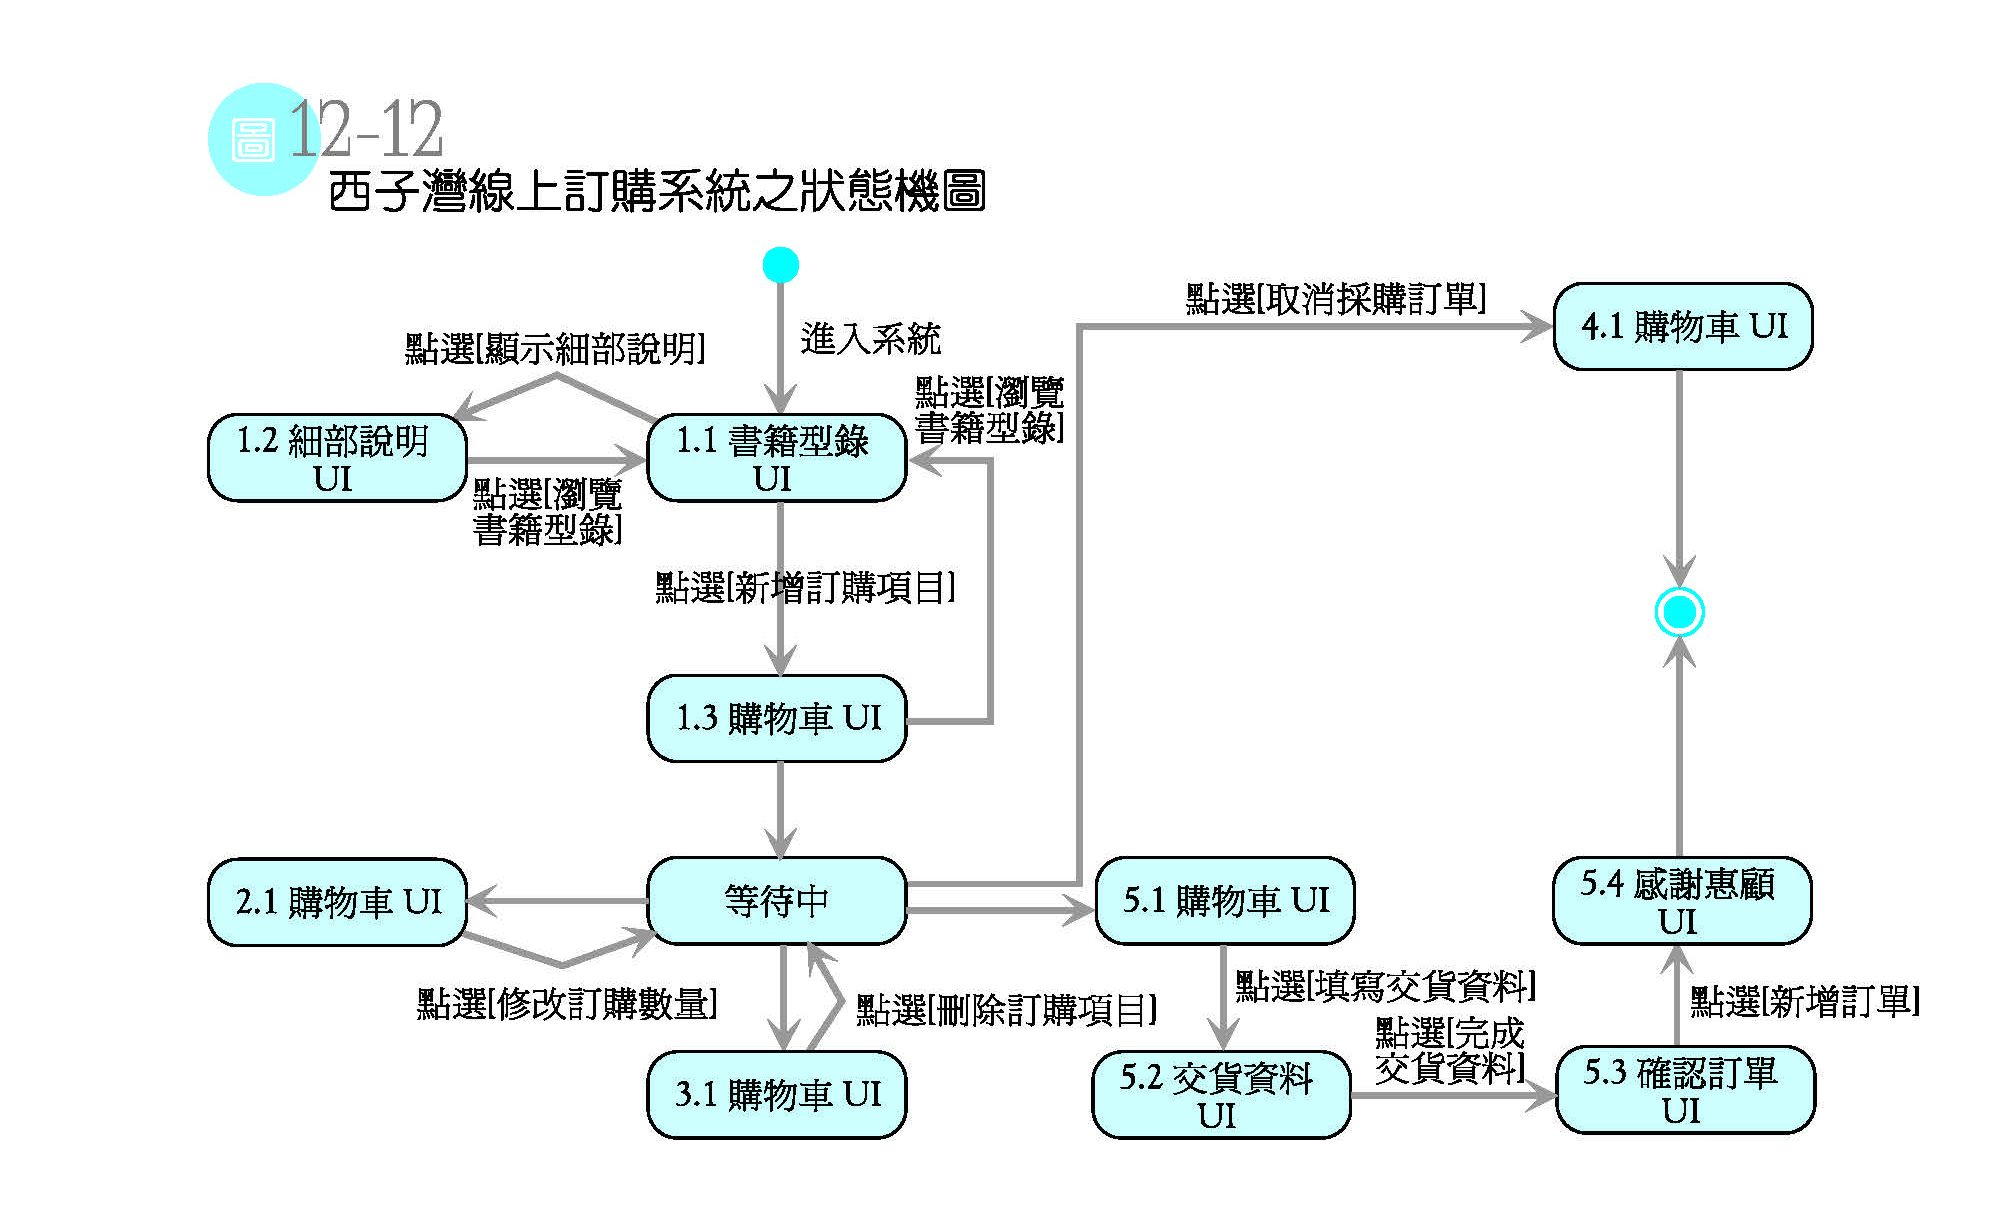 圖 12-12
西子灣線上訂購系統之狀態機圖
進入系統
點選[取消採購訂單]
4.1 購物車 UI
點選[顯示細部說明]
點選[瀏覽
書籍型錄]
1.2 細部說明
UI
1.1 書籍型錄
UI
點選[瀏覽
書籍型錄]
點選[新增訂購項目]
1.3 購物車 UI
2.1 購物車 UI
等待中
5.1 購物車 UI
5.4 感謝惠顧
UI
點選[修改訂購數量]
點選[刪除訂購項目]
點選[填寫交貨資料]
點選[新增訂單]
點選[完成
交貨資料]
3.1 購物車 UI
5.2 交貨資料
UI
5.3 確認訂單
UI